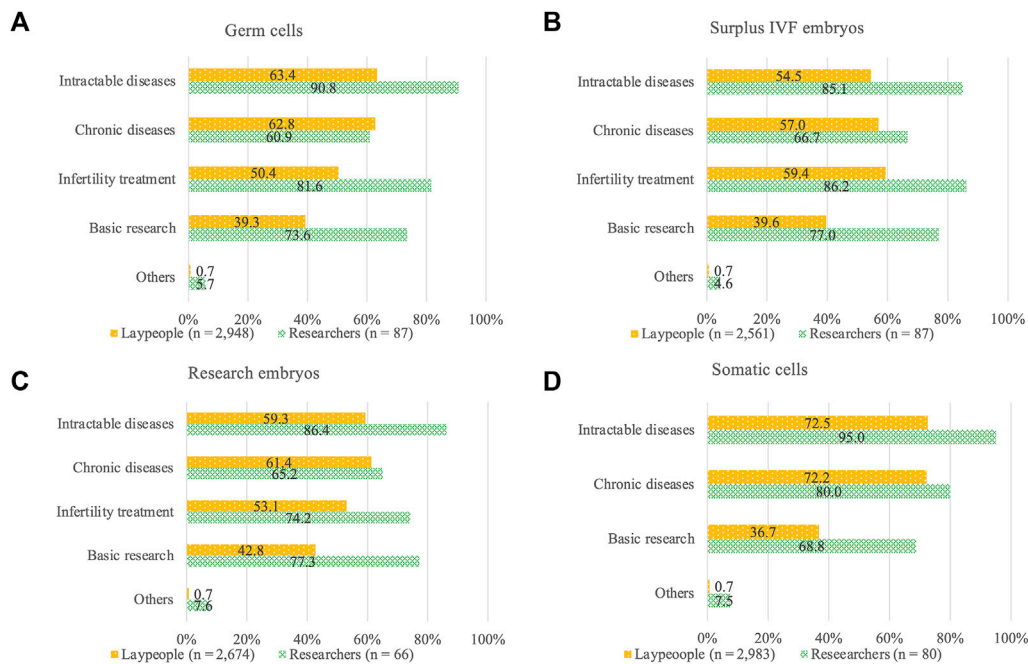 A
Germ cells
Intractable diseases
63.4
90.8
Chronic diseases
62.8
60.9
Infertility treatment
50.4
81.6
Basic research
39.3
73.6
Others
0.7
5.7
0% 20% 40% 60% 80% 100%
Laypeople (n = 2,948) Researchers (n = 87)
B
Surplus IVF embryos
Intractable diseases
54.5
85.1
Chronic diseases
57.0
66.7
Infertility treatment
59.4
86.2
Basic research
39.6
77.0
Others
0.7
4.6
0% 20% 40% 60% 80% 100%
Laypeople (n = 2,561) Researchers (n = 87)
C
Research embryos
Intractable diseases
59.3
86.4
Chronic diseases
61.4
65.2
Infertility treatment
53.1
74.2
Basic research
42.8
77.3
Others
0.7
7.6
0% 20% 40% 60% 80% 100%
Laypeople (n = 2,674) Researchers (n = 66)
D
Somatic cells
Intractable diseases
72.5
95.0
Chronic diseases
72.2
80.0
Basic research
36.7
68.8
Others
0.7
7.5
0% 20% 40% 60% 80% 100%
Laypeople (n = 2,983) Researchers (n = 80)